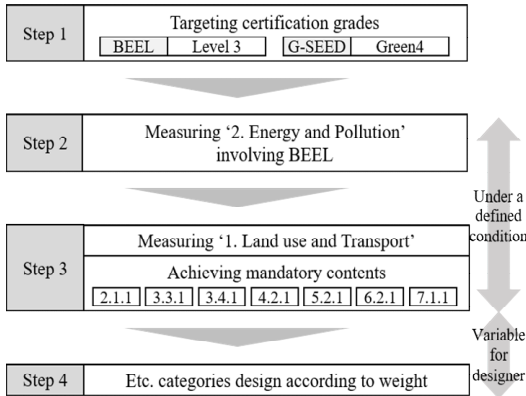 Step 1
Targeting certification grades
BEEL Level 3 G-SEED Green4
Step 2
Measuring ‘2. Energy and Pollution’
involving BEEL
Step 3
Measuring ‘1. Land use and Transport’
Achieving mandatory contents
2.1.1 3.3.1 3.4.1 4.2.1 5.2.1 6.2.1 7.1.1
Under a
defined
condition
Step 4
Etc. categories design according to weight
Variable
for
designer